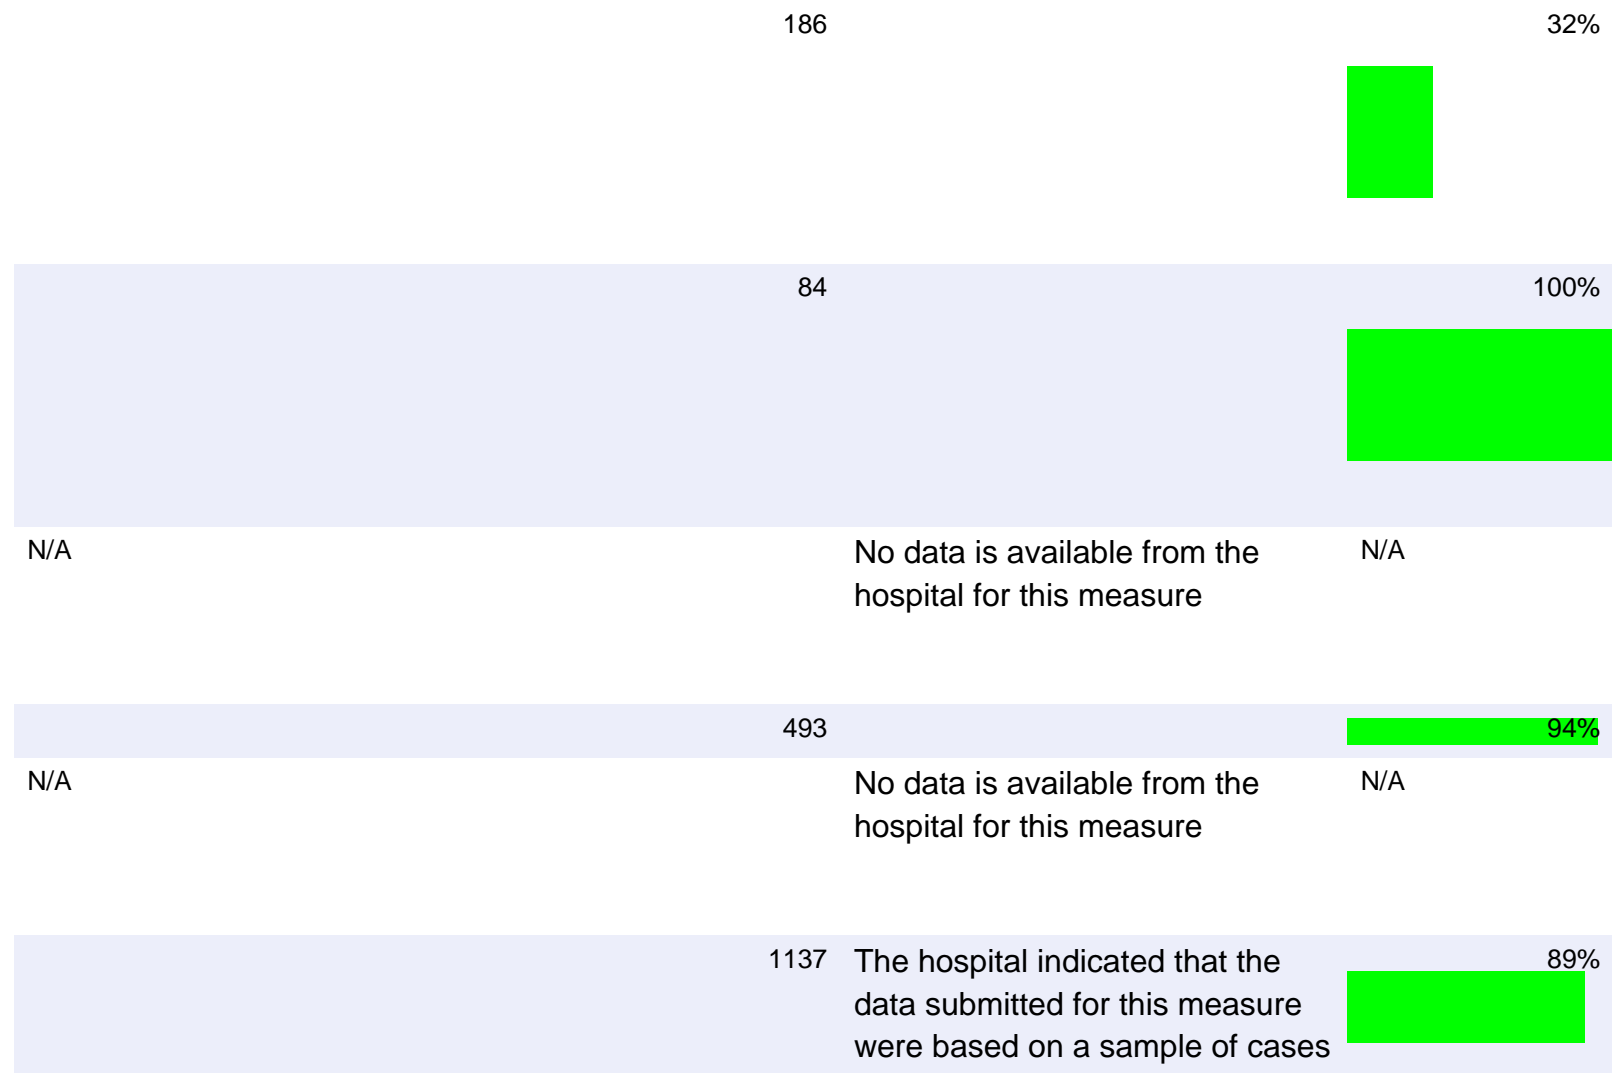 186 32%
84 100%
N/A No data is available from the N/A
hospital for this measure
493 94%
N/A No data is available from the N/A
hospital for this measure
1137 The hospital indicated that the 89%
data submitted for this measure
were based on a sample of cases